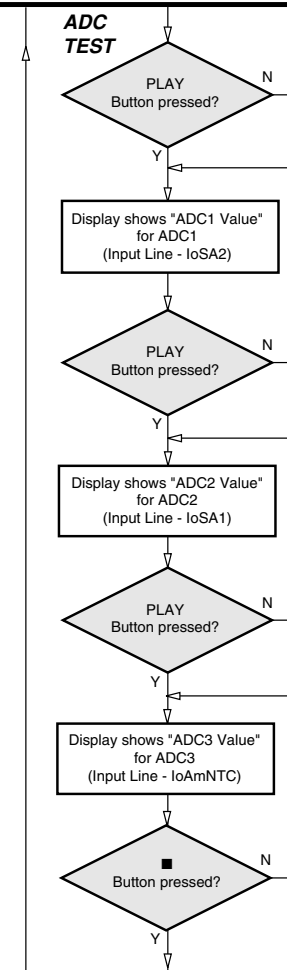 ADC
TEST
PLAY
Button pressed?
N
Y
Display shows "ADC1 Value"
for ADC1
(Input Line - IoSA2)
PLAY
Button pressed?
N
Y
Display shows "ADC2 Value"
for ADC2
(Input Line - IoSA1)
PLAY
Button pressed?
N
Y
Display shows "ADC3 Value"
for ADC3
(Input Line - IoAmNTC)
■
Button pressed?
N
Y